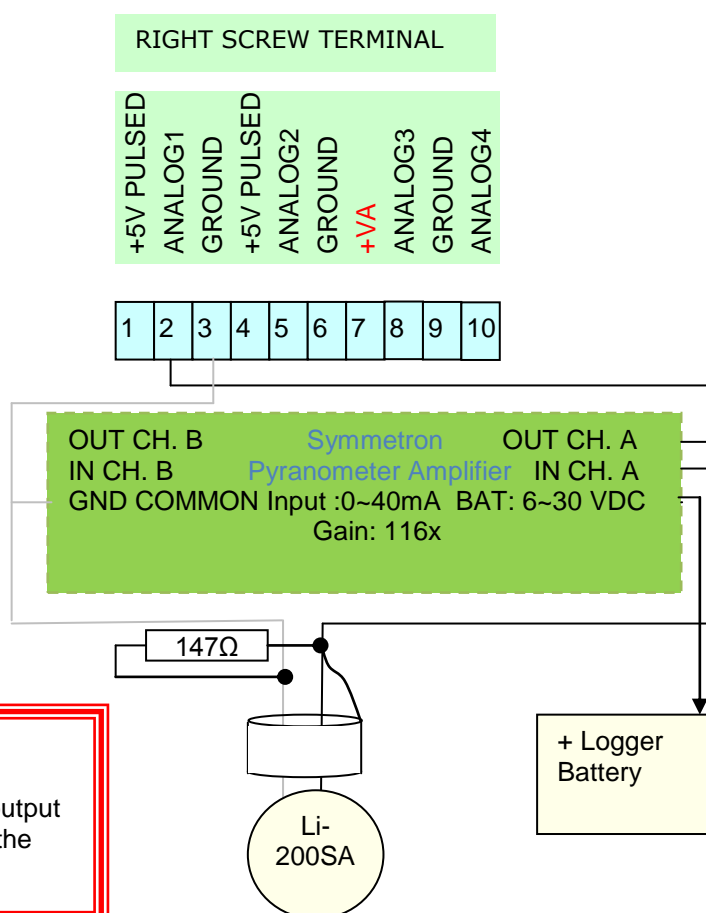 RIGHT SCREW TERMINAL
+5V PULSED
ANALOG1
GROUND
+5V PULSED
ANALOG2
GROUND
+VA
ANALOG3
GROUND
ANALOG4
1 2 3 4 5 6 7 8 9 10
OUT CH. B Symmetron OUT CH. A
IN CH. B Pyranometer Amplifier IN CH. A
GND COMMON Input :0~40mA BAT: 6~30 VDC
Gain: 116x
147Ω
+ Logger
Battery
utput
the
Li-
200SA